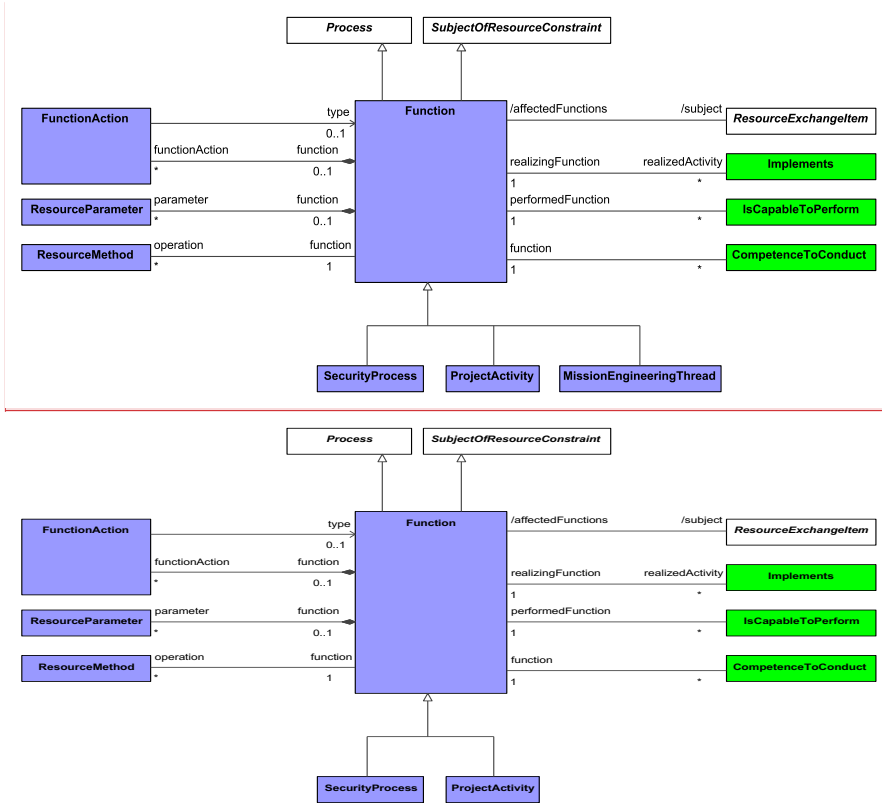 Process
SubjectOfResourceConstraint
FunctionAction
type
0..1
functionAction
function
*
0..1
Function
/affectedFunctions
/subject
ResourceExchangeItem
realizingFunction
realizedActivity
1
*
Implements
ResourceParameter
parameter
function
*
0..1
performedFunction
1
*
IsCapableToPerform
ResourceMethod
operation
function
*
1
function
1
*
CompetenceToConduct
SecurityProcess
ProjectActivity
MissionEngineeringThread
Process
SubjectOfResourceConstraint
FunctionAction
type
0..1
functionAction
function
*
0..1
Function
/affectedFunctions
/subject
ResourceExchangeItem
realizingFunction
realizedActivity
1
*
Implements
ResourceParameter
parameter
function
*
0..1
performedFunction
1
*
IsCapableToPerform
ResourceMethod
operation
function
*
1
function
1
*
CompetenceToConduct
SecurityProcess
ProjectActivity